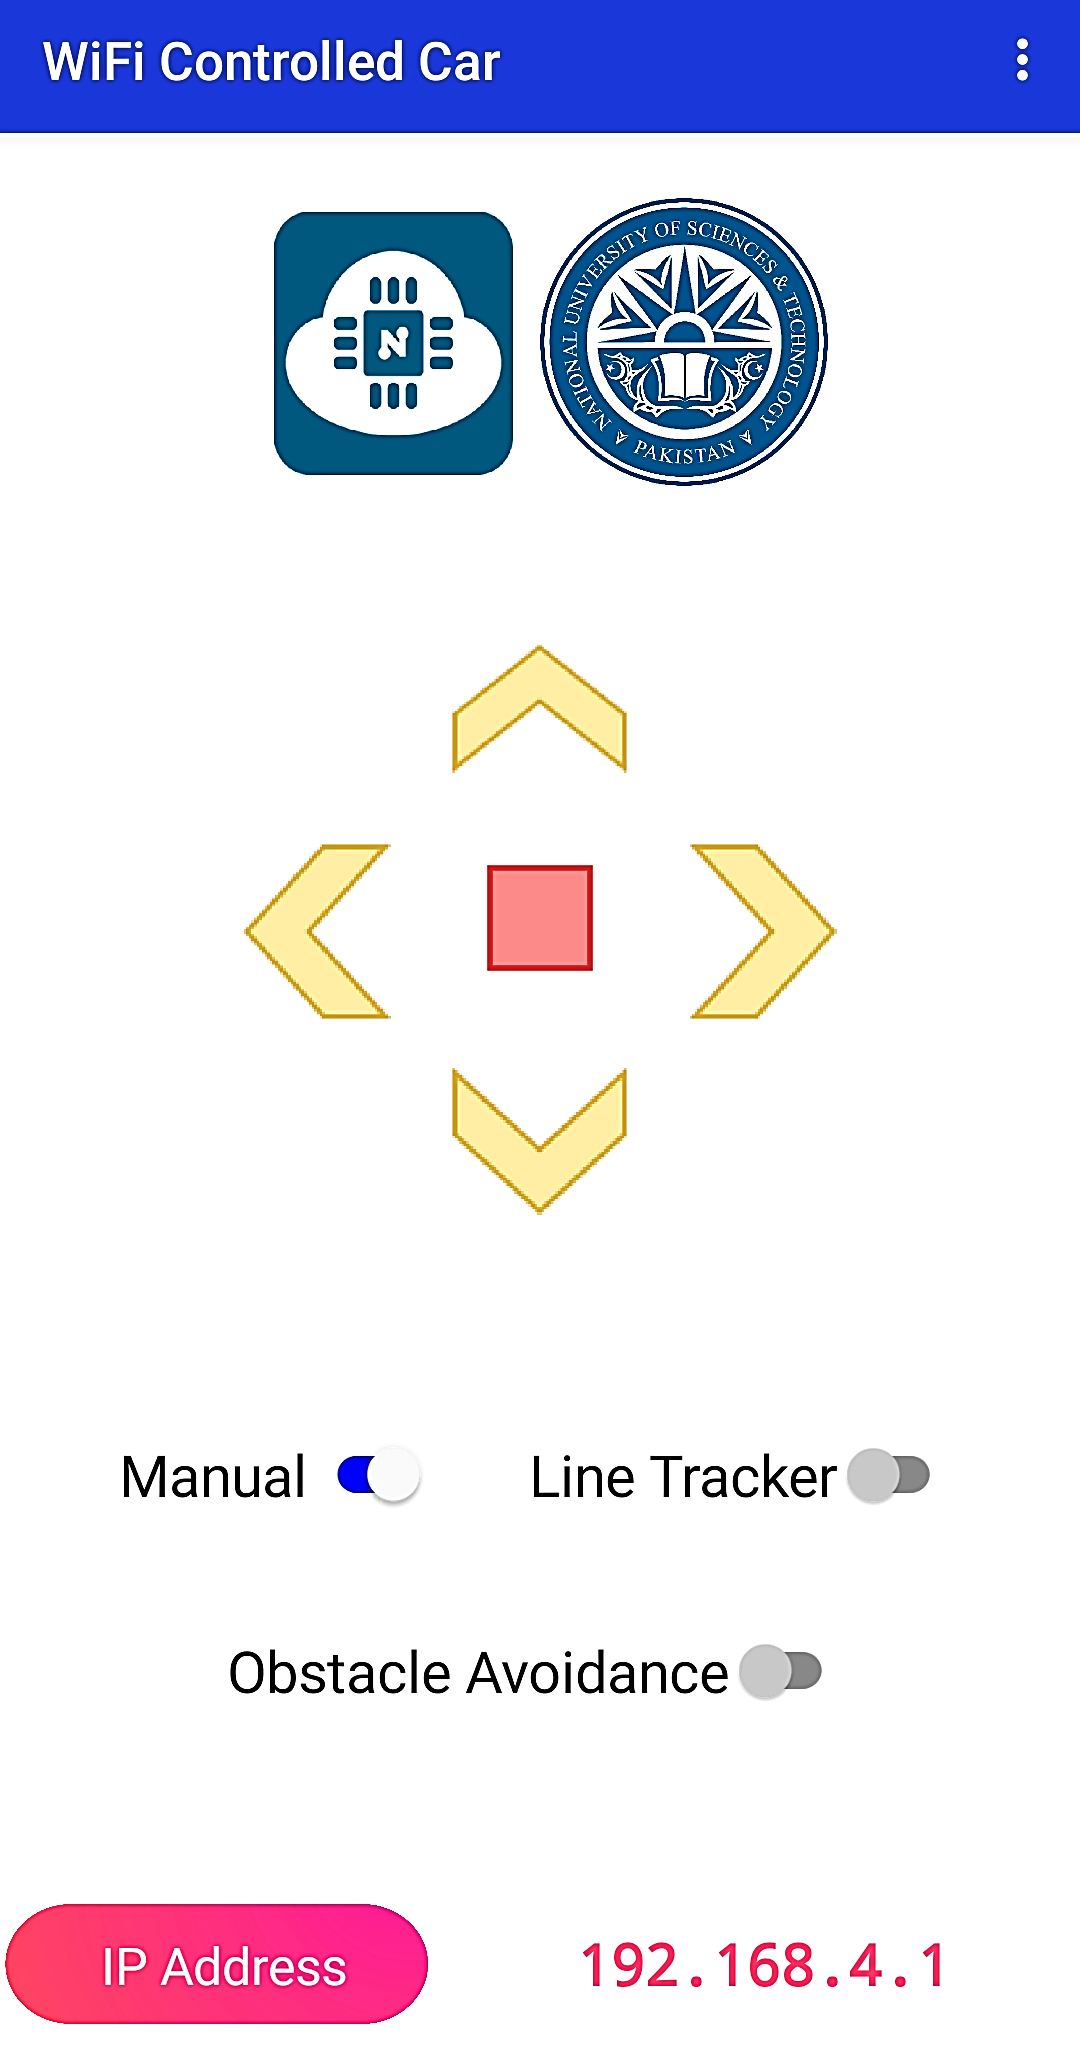 WiFi Controlled Car
NATIONAL UNIVERSITY OF SCIENCES & TECHNOLOGY
PAKISTAN
Manual
Line Tracker
Obstacle Avoidance
IP Address
192.168.4.1